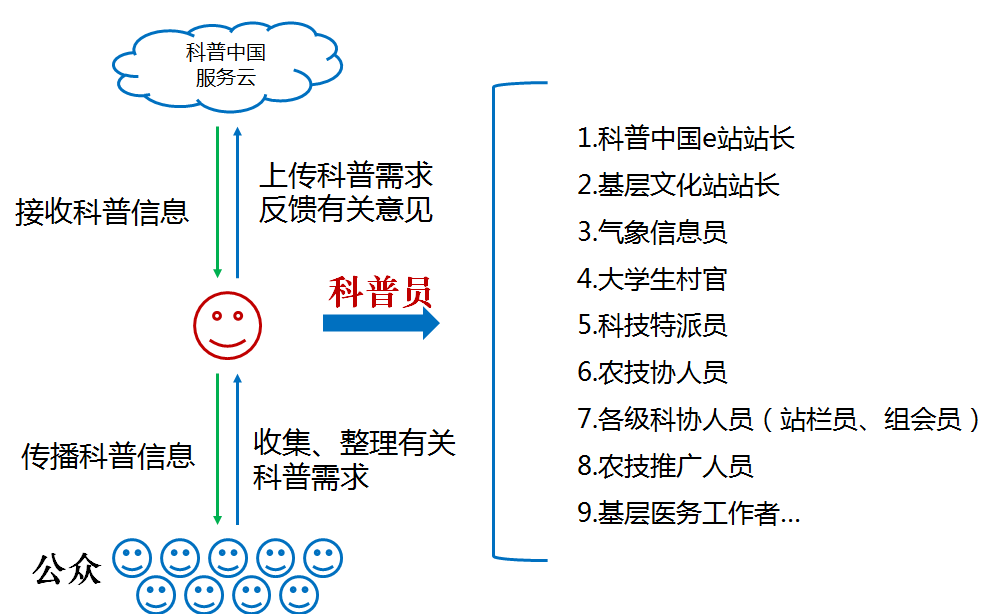 科普中国
服务云
接收科普信息
上传科普需求
反馈有关意见
科普员
传播科普信息
收集、整理有关
科普需求
公众
1.科普中国e站站长
2.基层文化站站长
3.气象信息员
4.大学生村官
5.科技特派员
6.农技协人员
7.各级科协人员（站栏员、组会员）
8.农技推广人员
9.基层医务工作者...